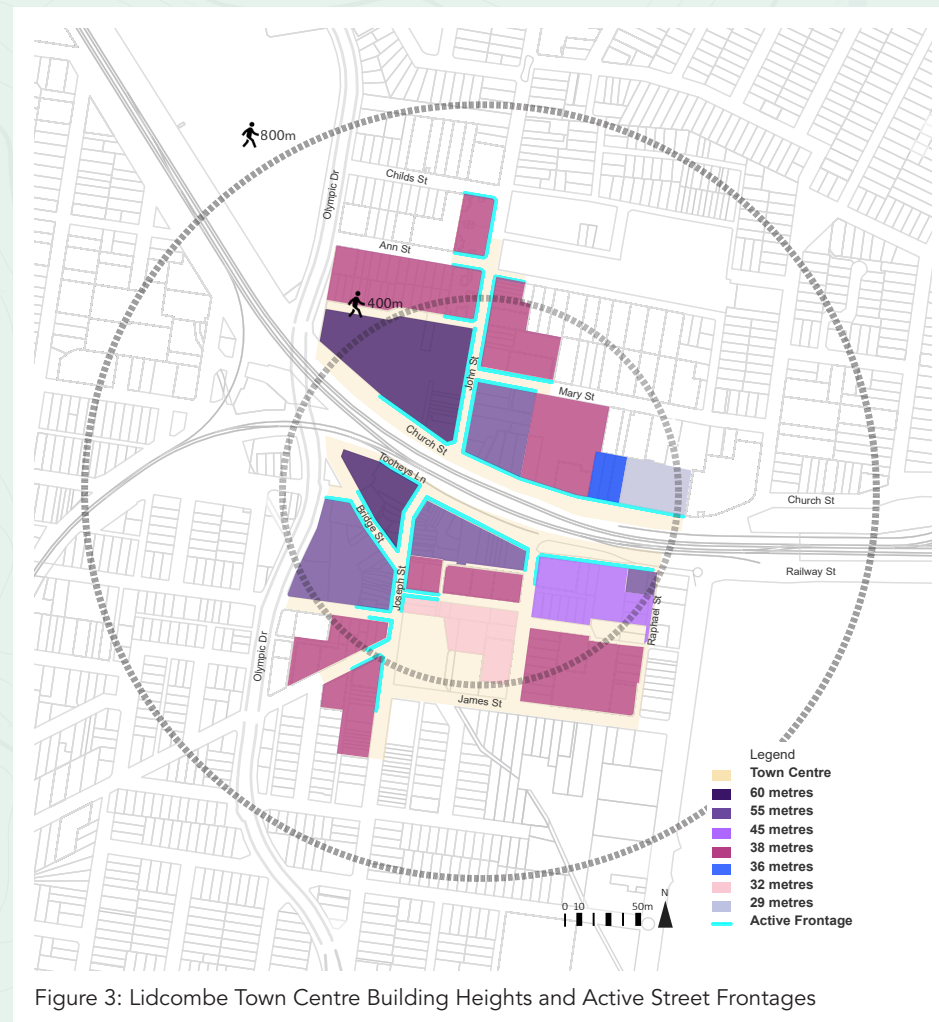 800m
Childs St
Olympic Dr
Ann St
400m
John St
Mary St
Church St
Tooheys Ln
Church St
Bridge St
Railway St
Joseph St
Raphael St
Olympic Dr
James St
Legend
Town Centre
60 metres
55 metres
45 metres
38 metres
36 metres
32 metres
29 metres
Active Frontage
N
0 10 50m
Figure 3: Lidcombe Town Centre Building Heights and Active Street Frontages